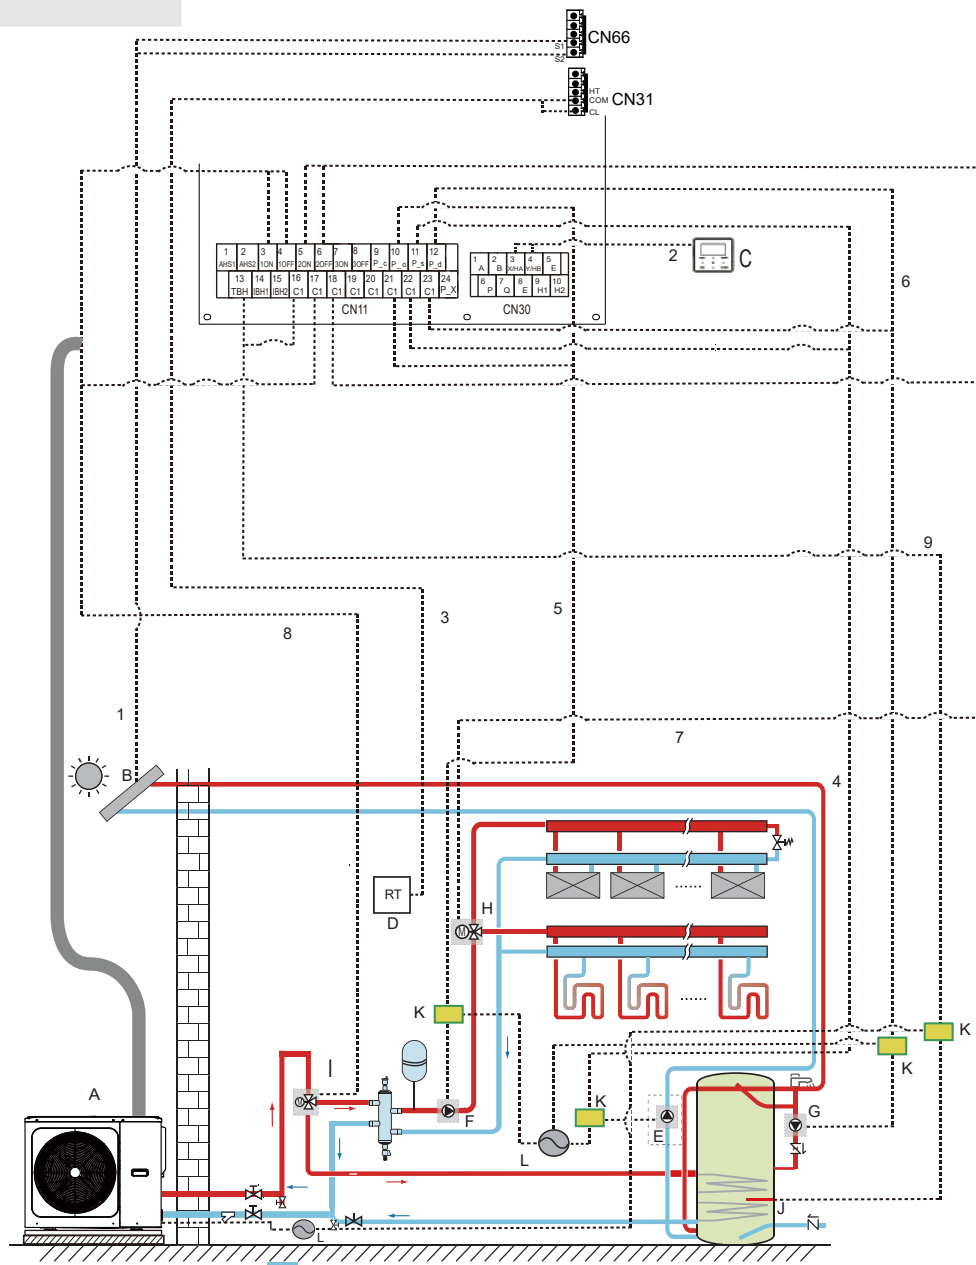 S1
CN66
S2
HT
COM CN31
CL
1 2 3 4 5 6 7 8 9 10 11 12
AHS1 AHS2 1ON 1OFF 2ON 2OFF 3ON 3OFF P_c P_o P_s P_d
13 14 15 16 17 18 19 20 21 22 23 24
TBH IBH1 IBH2 C1 C1 C1 C1 C1 C1 C1 C1 P_X
CN11
1 2 3 4 5
A B X/HA Y/HB E
6 7 8 9 10
P Q E H1 H2
CN30
2 C
6
9
3
5
8
1
7
B
4
RT
D
H
M
K
K
K
I
A
M
F
K
G
E
L
J
L